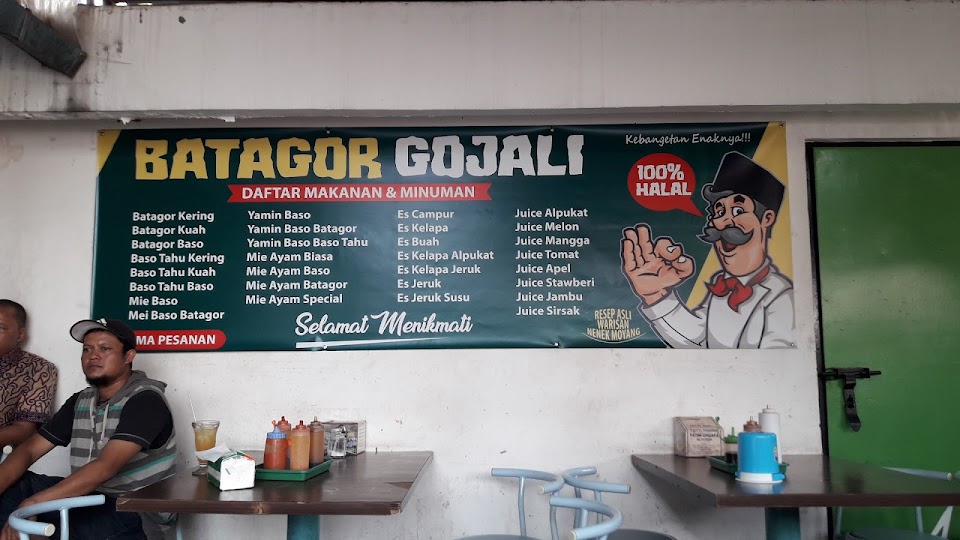 BATAGOR GOJALI
Kebangetan Enaknya!!!
100%
HALAL
DAFTAR MAKANAN & MINUMAN
Batagor Kering
Batagor Kuah
Batagor Baso
Baso Tahu Kering
Baso Tahu Kuah
Baso Tahu Baso
Mie Baso
Mei Baso Batagor
Yamin Baso
Yamin Baso Batagor
Yamin Baso Baso Tahu
Mie Ayam Biasa
Mie Ayam Baso
Mie Ayam Batagor
Mie Ayam Special
Es Campur
Es Kelapa
Es Buah
Es Kelapa Alpukat
Es Kelapa Jeruk
Es Jeruk
Es Jeruk Susu
Juice Alpukat
Juice Melon
Juice Mangga
Juice Tomat
Juice Apel
Juice Stawberi
Juice Jambu
Juice Sirsak
MA PESANAN
Selamat Menikmati
RESEP ASLI
WARISAN
NENEK MOYANG